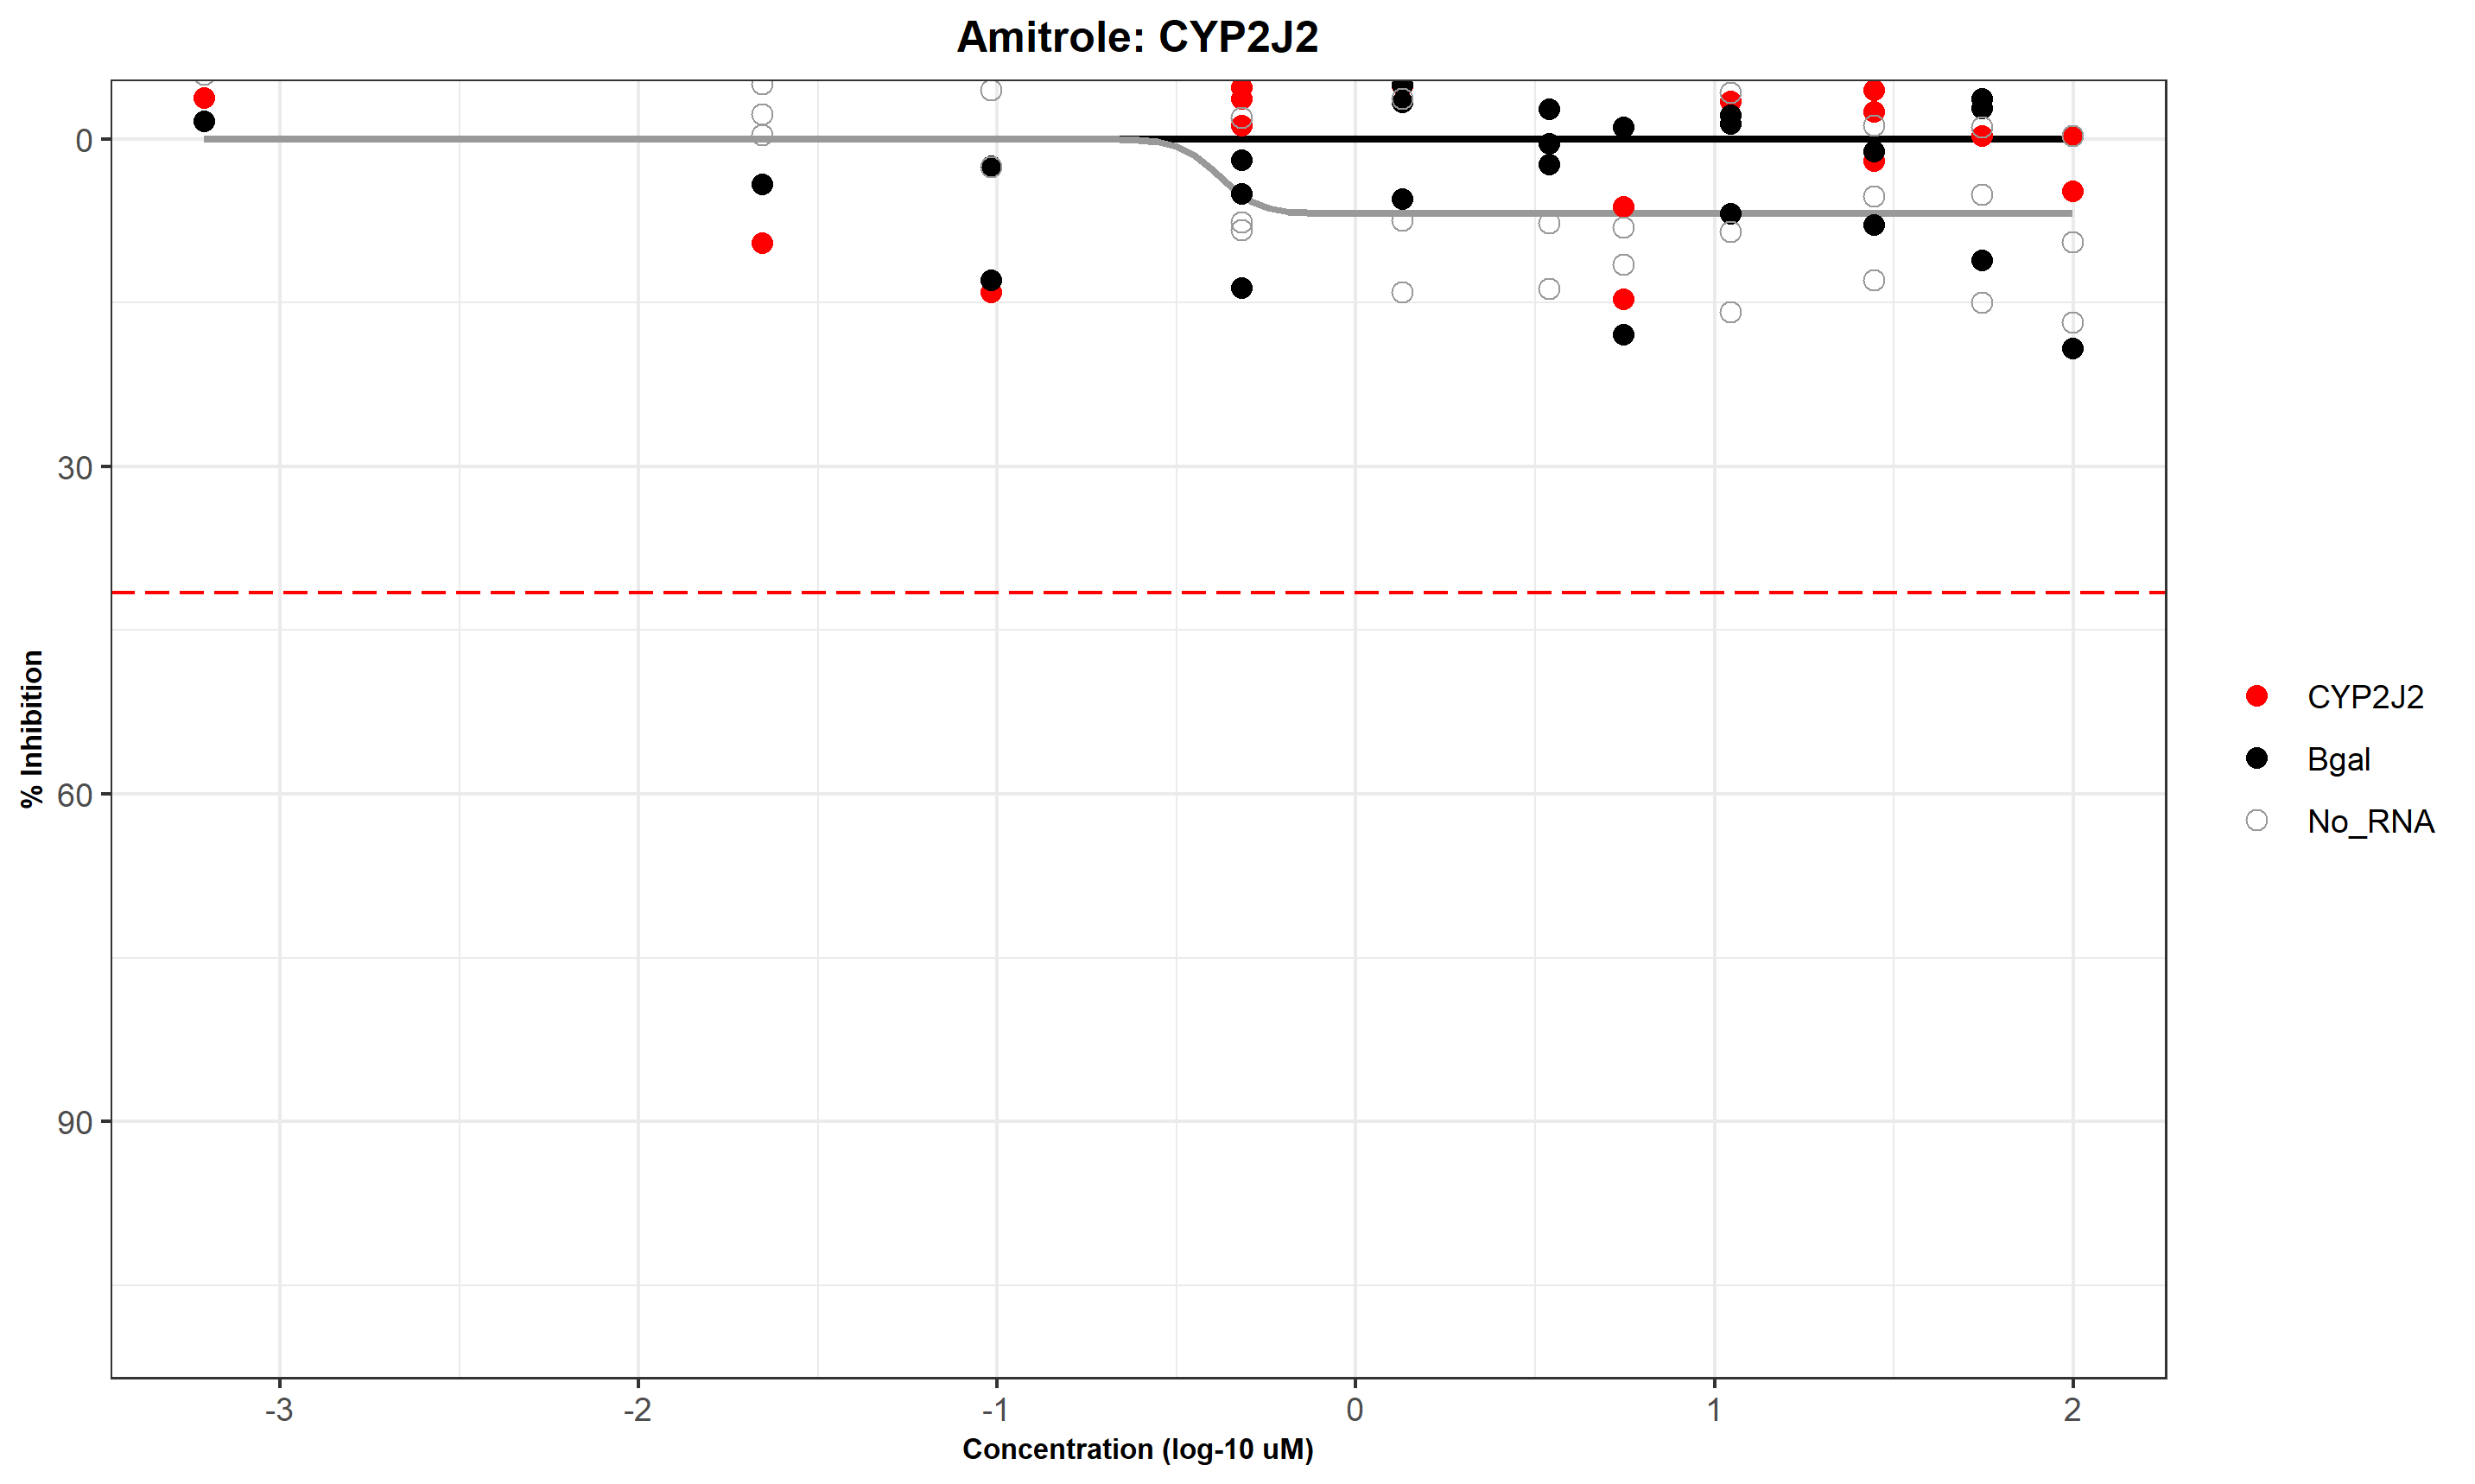 Amitrole: CYP2J2
0
30
60
90
% Inhibition
-3
-2
-1
0
1
2
Concentration (log-10 uM)
CYP2J2
Bgal
No_RNA